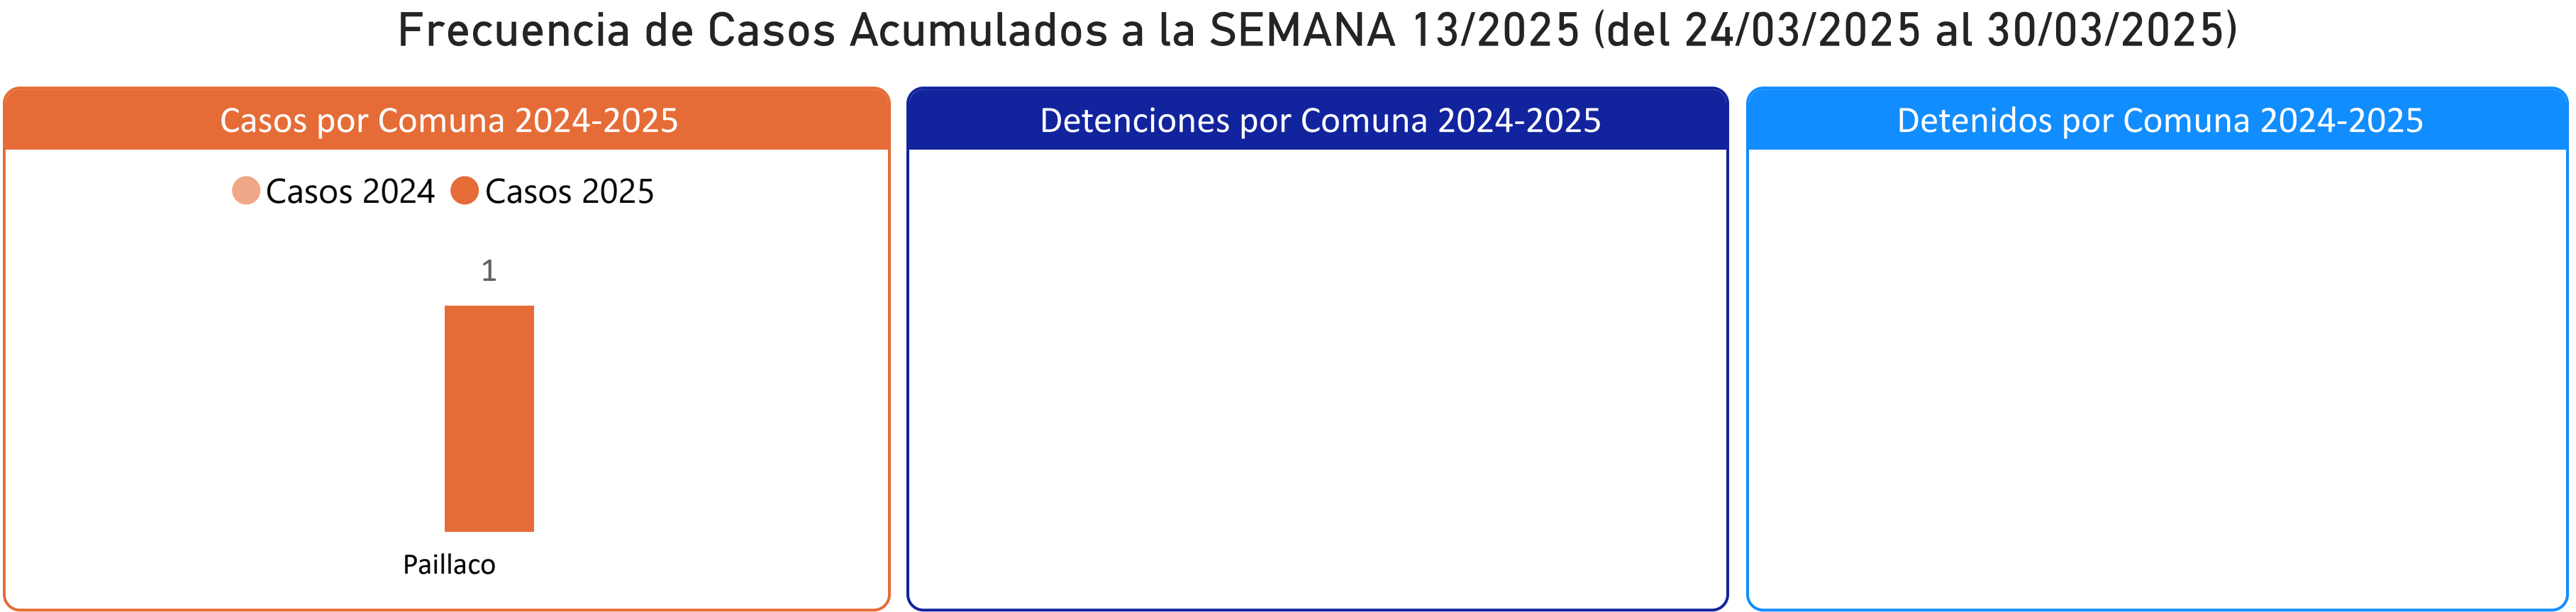 Frecuencia de Casos Acumulados a la SEMANA 13/2025 (del 24/03/2025 al 30/03/2025)
Casos por Comuna 2024-2025
Casos 2024 Casos 2025
1
Paillaco
Detenciones por Comuna 2024-2025
Detenidos por Comuna 2024-2025